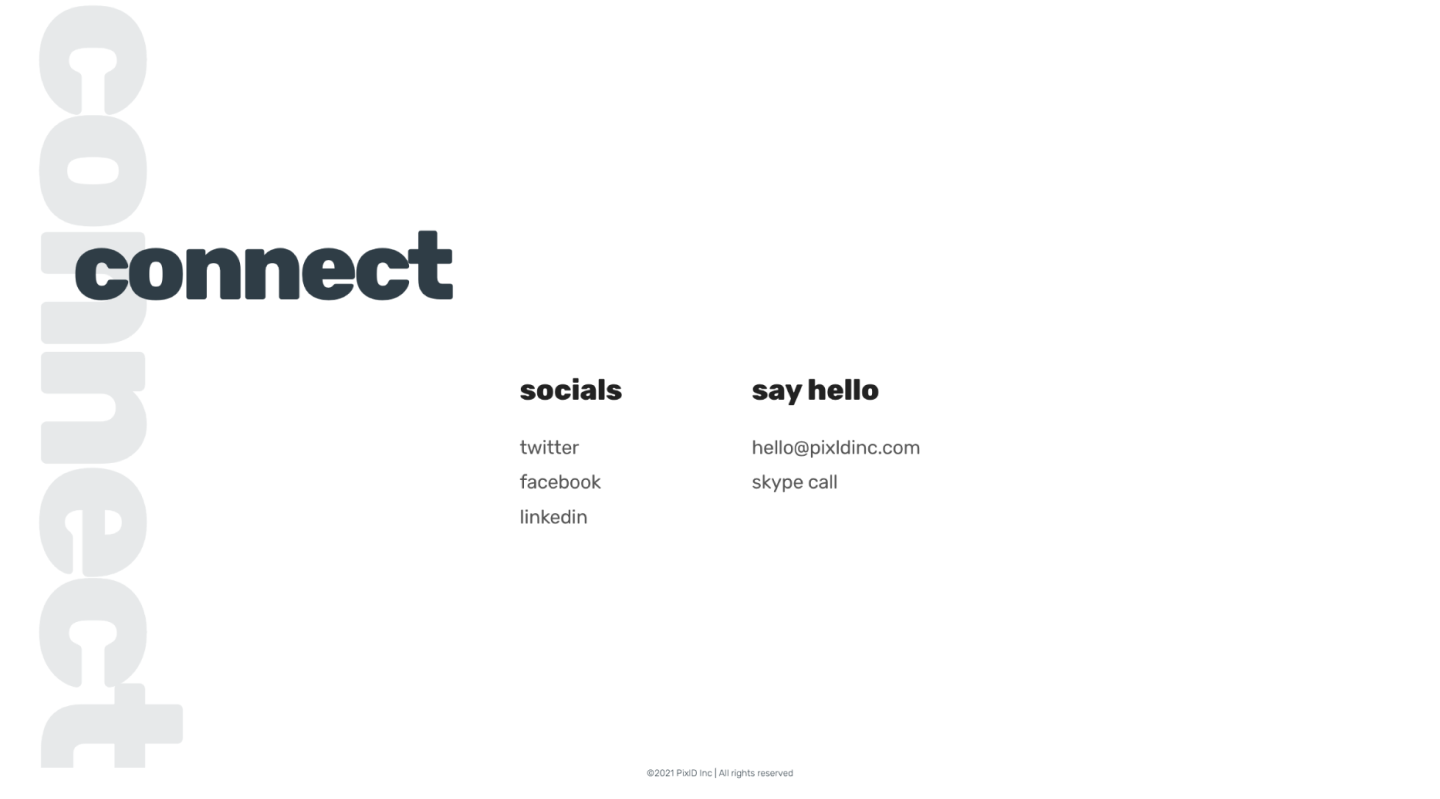 connect
connect
socials
twitter
facebook
linkedin
say hello
hello@pixldinc.com
skype call
©2021 PixlD Inc | All rights reserved